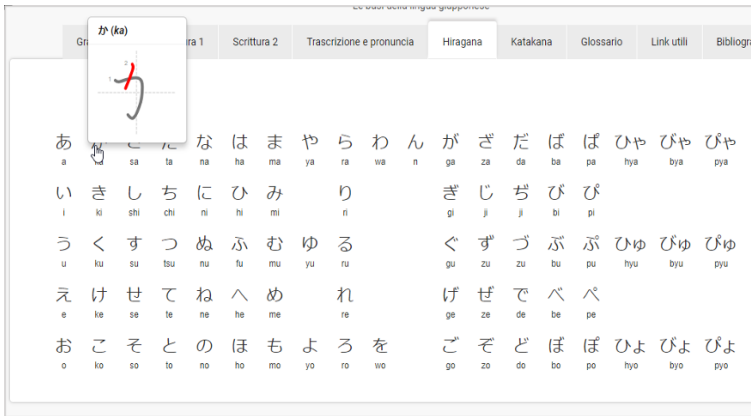 Le basi della lingua giapponese
Scrittura 2 Trascrizione e pronuncia Hiragana Katakana Glossario Link utili
か (ka)
1 2
あ さ た な は ま や ら わ ん が ざ だ ば ぱ ひゃ びゃ ぴゃ
a ka sa ta na ha ma ya ra wa n ga za da ba pa hya bya pya
い き し ち に ひ み り ぎ じ ぢ び ぴ
i ki shi chi ni hi mi ri gi ji ji bi pi
う く す つ ぬ ふ む ゆ る ぐ ず づ ぶ ぷ ひゅ びゅ ぴゅ
u ku su tsu nu fu mu yu ru gu zu zu bu pu hyu byu pyu
え け せ て ね へ め れ げ ぜ で べ ぺ
e ke se te ne he me re ge ze de be pe
お こ そ と の ほ も よ ろ を ご ぞ ど ぼ ぽ ひょ びょ ぴょ
o ko so to no ho mo yo ro wo go zo do bo po hyo byo pyo